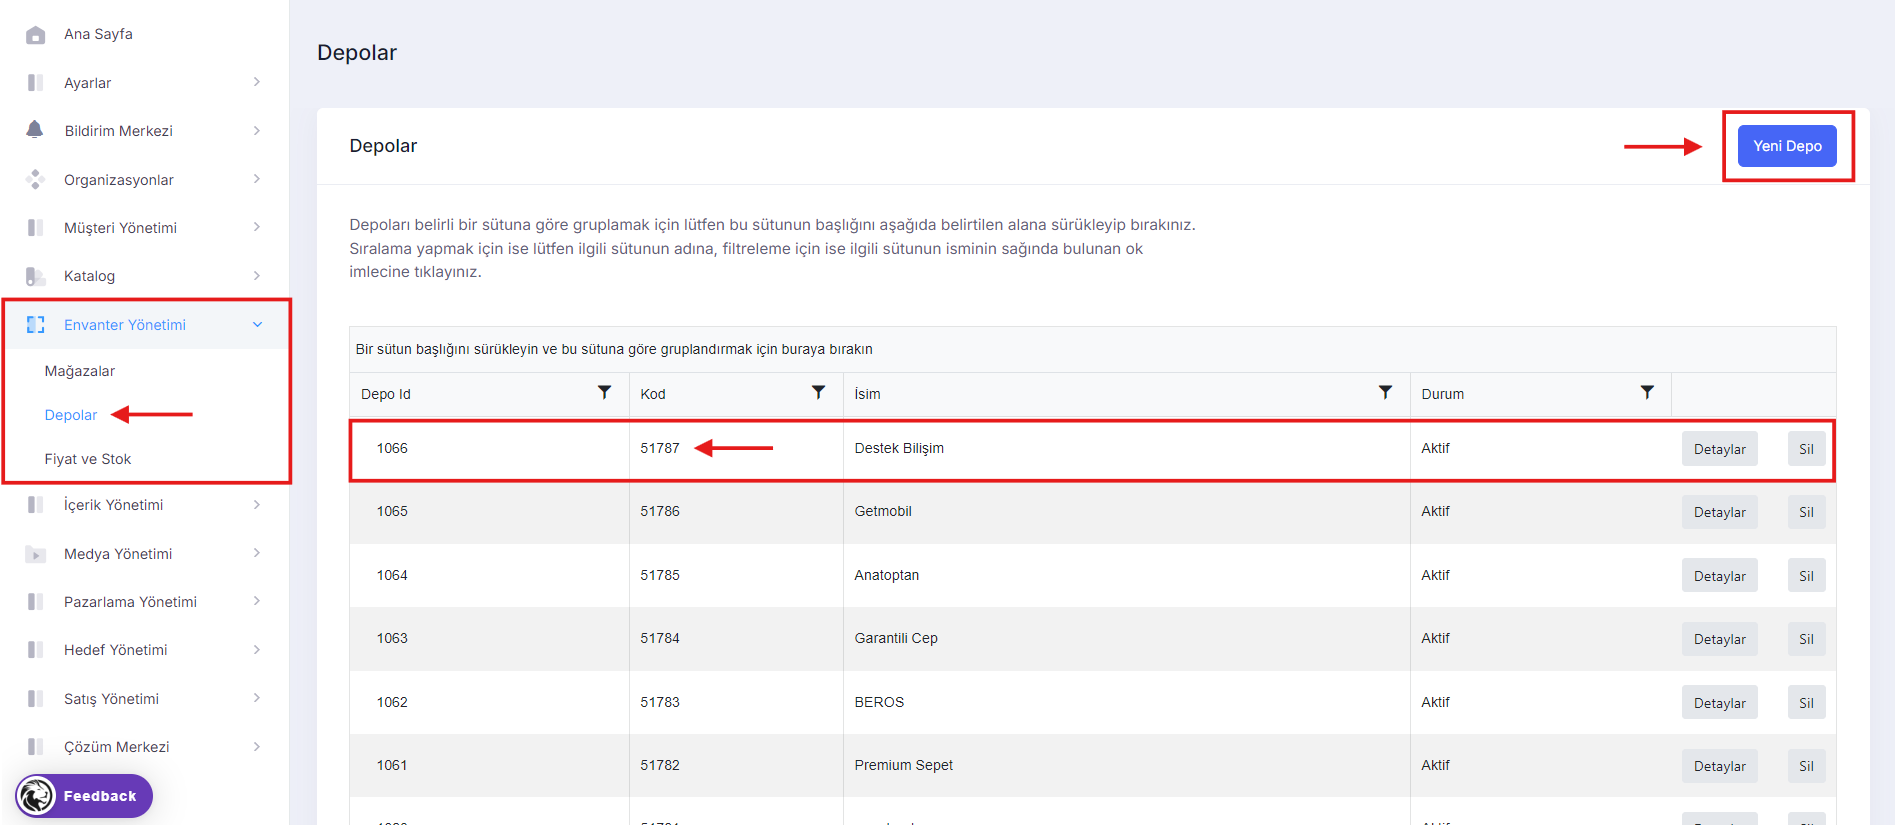 Ana Sayfa
Ayarlar
Bildirim Merkezi
Organizasyonlar
Müşteri Yönetimi
Katalog
Envanter Yönetimi
Mağazalar
Depolar
Fiyat ve Stok
İçerik Yönetimi
Medya Yönetimi
Pazarlama Yönetimi
Hedef Yönetimi
Satış Yönetimi
Çözüm Merkezi
Feedback
Depolar
Depolar
Yeni Depo
Depoları belirli bir sütuna göre gruplamak için lütfen bu sütunun başlığını aşağıda belirtilen alana sürükleyip bırakınız.
Sıralama yapmak için ise lütfen ilgili sütunun adına, filtreleme için ise ilgili sütunun isminin sağında bulunan ok
imlecine tıklayınız.
Bir sütun başlığını sürükleyin ve bu sütuna göre gruplandırmak için buraya bırakın
Depo Id Kod İsim Durum
1066 51787 Destek Bilişim Aktif Detaylar Sil
1065 51786 Getmobil Aktif Detaylar Sil
1064 51785 Anatoptan Aktif Detaylar Sil
1063 51784 Garantili Cep Aktif Detaylar Sil
1062 51783 BEROS Aktif Detaylar Sil
1061 51782 Premium Sepet Aktif Detaylar Sil